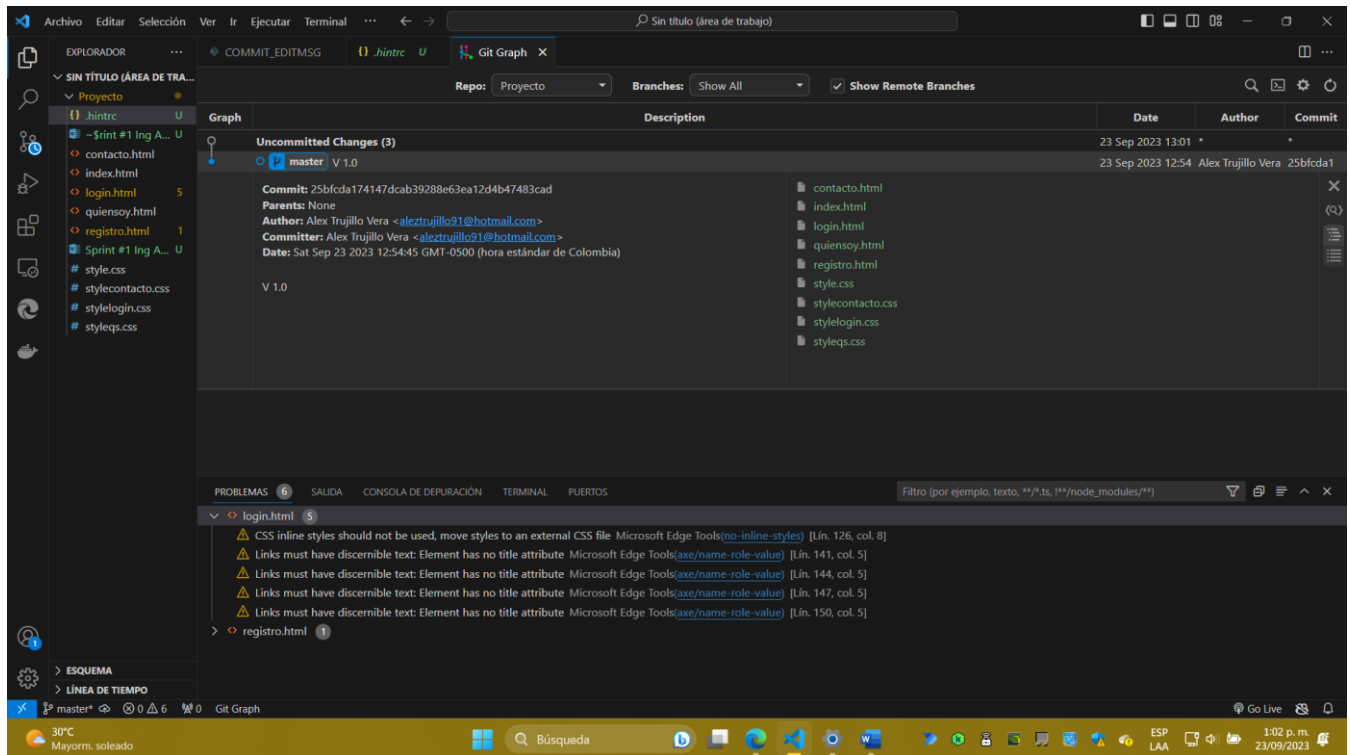 Archivo Editar Selección Ver Ir Ejecutar Terminal ··· Sin título (área de trabajo)
EXPLORADOR ···
COMMIT_EDITMSG {} .hintrc U Git Graph
SIN TÍTULO (ÁREA DE TRA...
Proyecto
{} .hintrc U
~$rint #1 Ing A... U
contacto.html
index.html
login.html 5
quiensoy.html
registro.html 1
Sprint #1 Ing A... U
# style.css
# stylecontacto.css
# stylelogin.css
# styleqs.css
ESQUEMA
LÍNEA DE TIEMPO
Repo: Proyecto Branches: Show All Show Remote Branches
Graph Description Date Author Commit
Uncommitted Changes (3) 23 Sep 2023 13:01 * *
master V 1.0 23 Sep 2023 12:54 Alex Trujillo Vera 25bfcda1
Commit: 25bfcda174147dcab39288e63ea12d4b47483cad
Parents: None
Author: Alex Trujillo Vera <aleztrujillo91@hotmail.com>
Committer: Alex Trujillo Vera <aleztrujillo91@hotmail.com>
Date: Sat Sep 23 2023 12:54:45 GMT-0500 (hora estándar de Colombia)
V 1.0
contacto.html
index.html
login.html
quiensoy.html
registro.html
style.css
stylecontacto.css
stylelogin.css
styleqs.css
PROBLEMAS 6 SALIDA CONSOLA DE DEPURACIÓN TERMINAL PUERTOS Filtro (por ejemplo, texto, **/*.ts, !**/node_modules/**)
login.html 5
CSS inline styles should not be used, move styles to an external CSS file Microsoft Edge Tools(no-inline-styles) [Lín. 126, col. 8]
Links must have discernible text: Element has no title attribute Microsoft Edge Tools(axe/name-role-value) [Lín. 141, col. 5]
Links must have discernible text: Element has no title attribute Microsoft Edge Tools(axe/name-role-value) [Lín. 144, col. 5]
Links must have discernible text: Element has no title attribute Microsoft Edge Tools(axe/name-role-value) [Lín. 147, col. 5]
Links must have discernible text: Element has no title attribute Microsoft Edge Tools(axe/name-role-value) [Lín. 150, col. 5]
registro.html 1
master* 0 6 0 Git Graph Go Live
30°C
Mayorm. soleado
Búsqueda
ESP
LAA
1:02 p. m.
23/09/2023